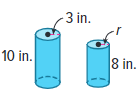 3 in.
r
10 in.
8 in.